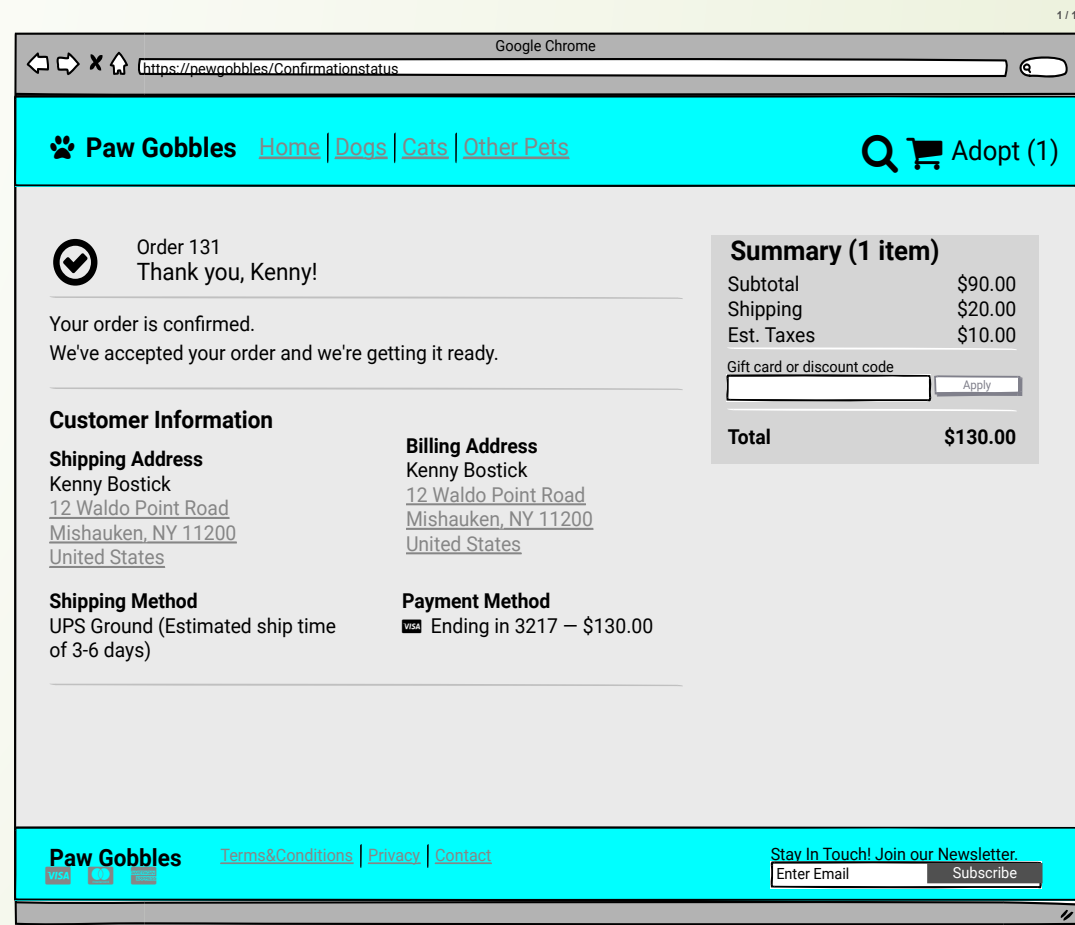 1 / 1
Google Chrome
https://pewgobbles/Confirmationstatus
Paw Gobbles
Home
Dogs
Cats
Other Pets
Adopt (1)
Order 131
Thank you, Kenny!
Your order is confirmed.
We've accepted your order and we're getting it ready.
Customer Information
Shipping Address
Kenny Bostick
12 Waldo Point Road
Mishauken, NY 11200
United States
Billing Address
Kenny Bostick
12 Waldo Point Road
Mishauken, NY 11200
United States
Shipping Method
UPS Ground (Estimated ship time
of 3-6 days)
Payment Method
VISA Ending in 3217 — $130.00
Summary (1 item)
Subtotal $90.00
Shipping $20.00
Est. Taxes $10.00
Gift card or discount code
Apply
Total $130.00
Paw Gobbles
VISA
Terms&Conditions
Privacy
Contact
Stay In Touch! Join our Newsletter.
Enter Email
Subscribe